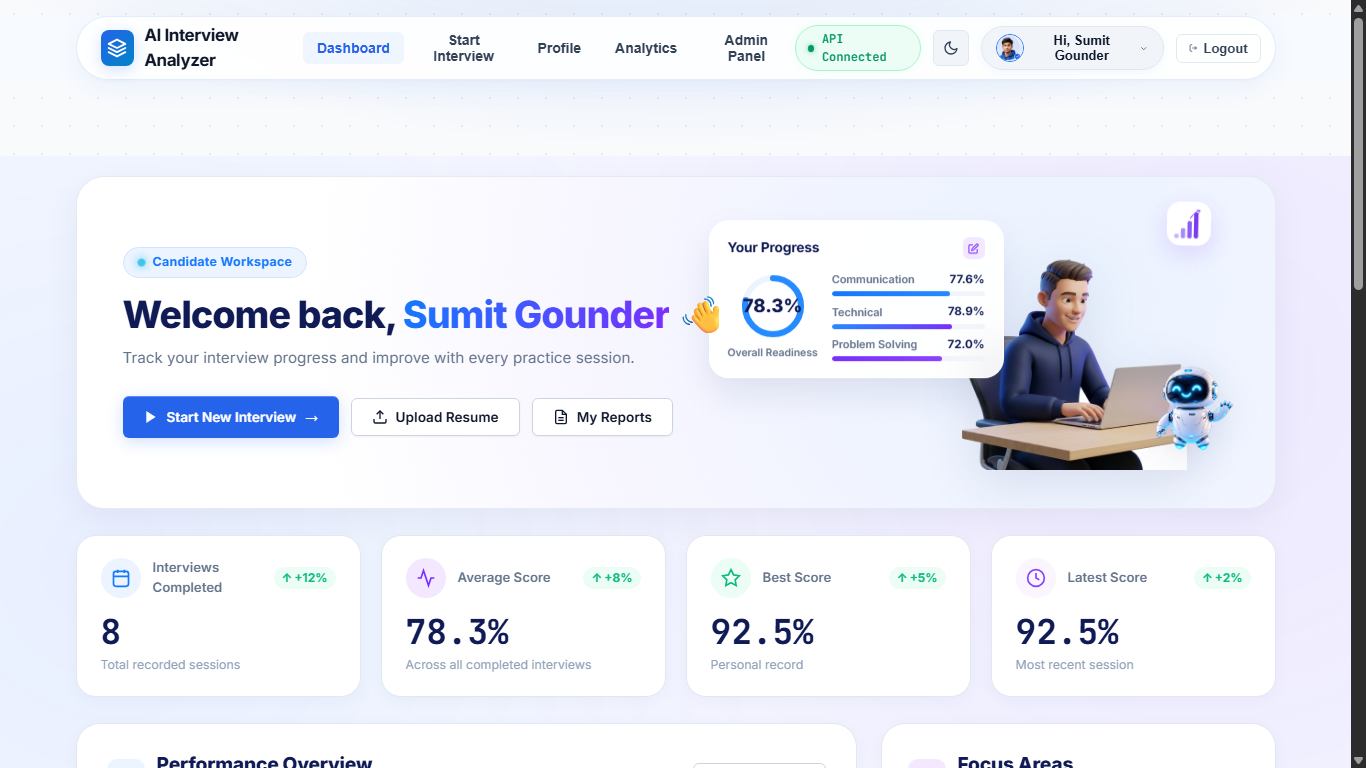 AI Interview
Analyzer
Dashboard
Start
Interview
Profile
Analytics
Admin
Panel
API
Connected
Hi, Sumit
Gounder
Logout
Candidate Workspace
Welcome back, Sumit Gounder 👋
Track your interview progress and improve with every practice session.
Start New Interview →
Upload Resume
My Reports
Your Progress
78.3%
Overall Readiness
Communication 77.6%
Technical 78.9%
Problem Solving 72.0%
Interviews
Completed
↑ +12%
8
Total recorded sessions
Average Score
↑ +8%
78.3%
Across all completed interviews
Best Score
↑ +5%
92.5%
Personal record
Latest Score
↑ +2%
92.5%
Most recent session
Performance Overview
Focus Areas